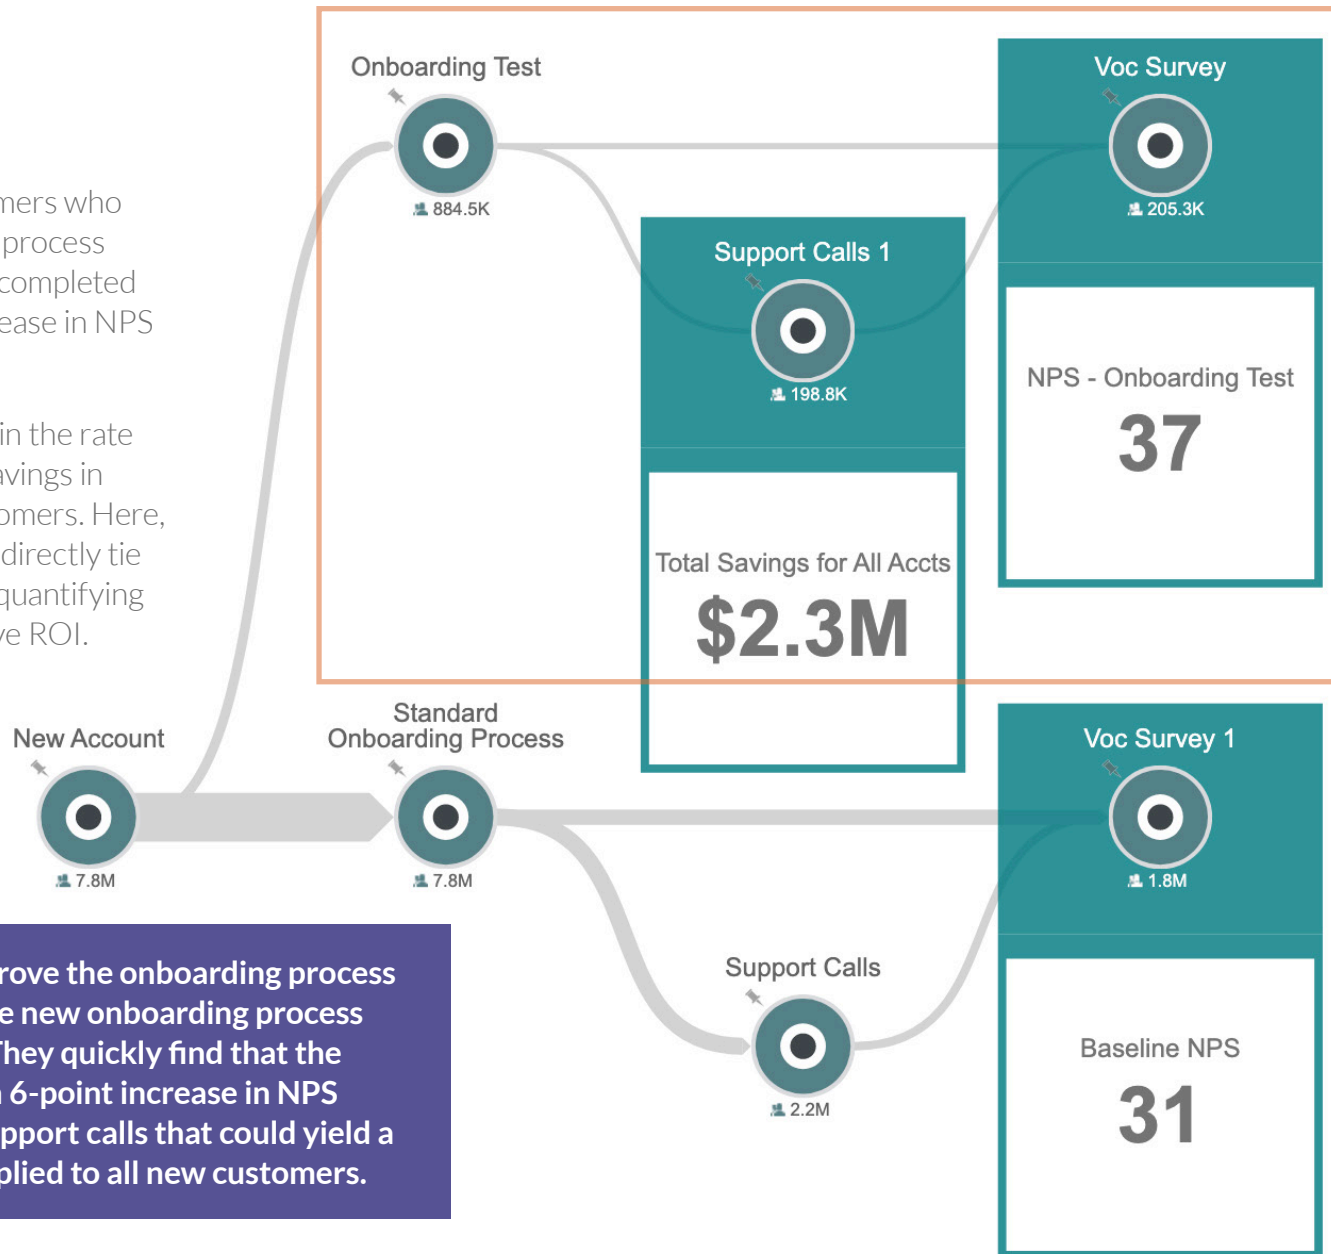 Onboarding Test
884.5K
Voc Survey
205.3K
Support Calls 1
198.8K
NPS - Onboarding Test
37
Total Savings for All Accts
$2.3M
mers who
process
completed
ease in NPS
in the rate
avings in
omers. Here,
directly tie
quantifying
ve ROI.
New Account
7.8M
Standard
Onboarding Process
7.8M
Voc Survey 1
1.8M
Support Calls
2.2M
Baseline NPS
31
rove the onboarding process
e new onboarding process
They quickly find that the
6-point increase in NPS
pport calls that could yield a
plied to all new customers.